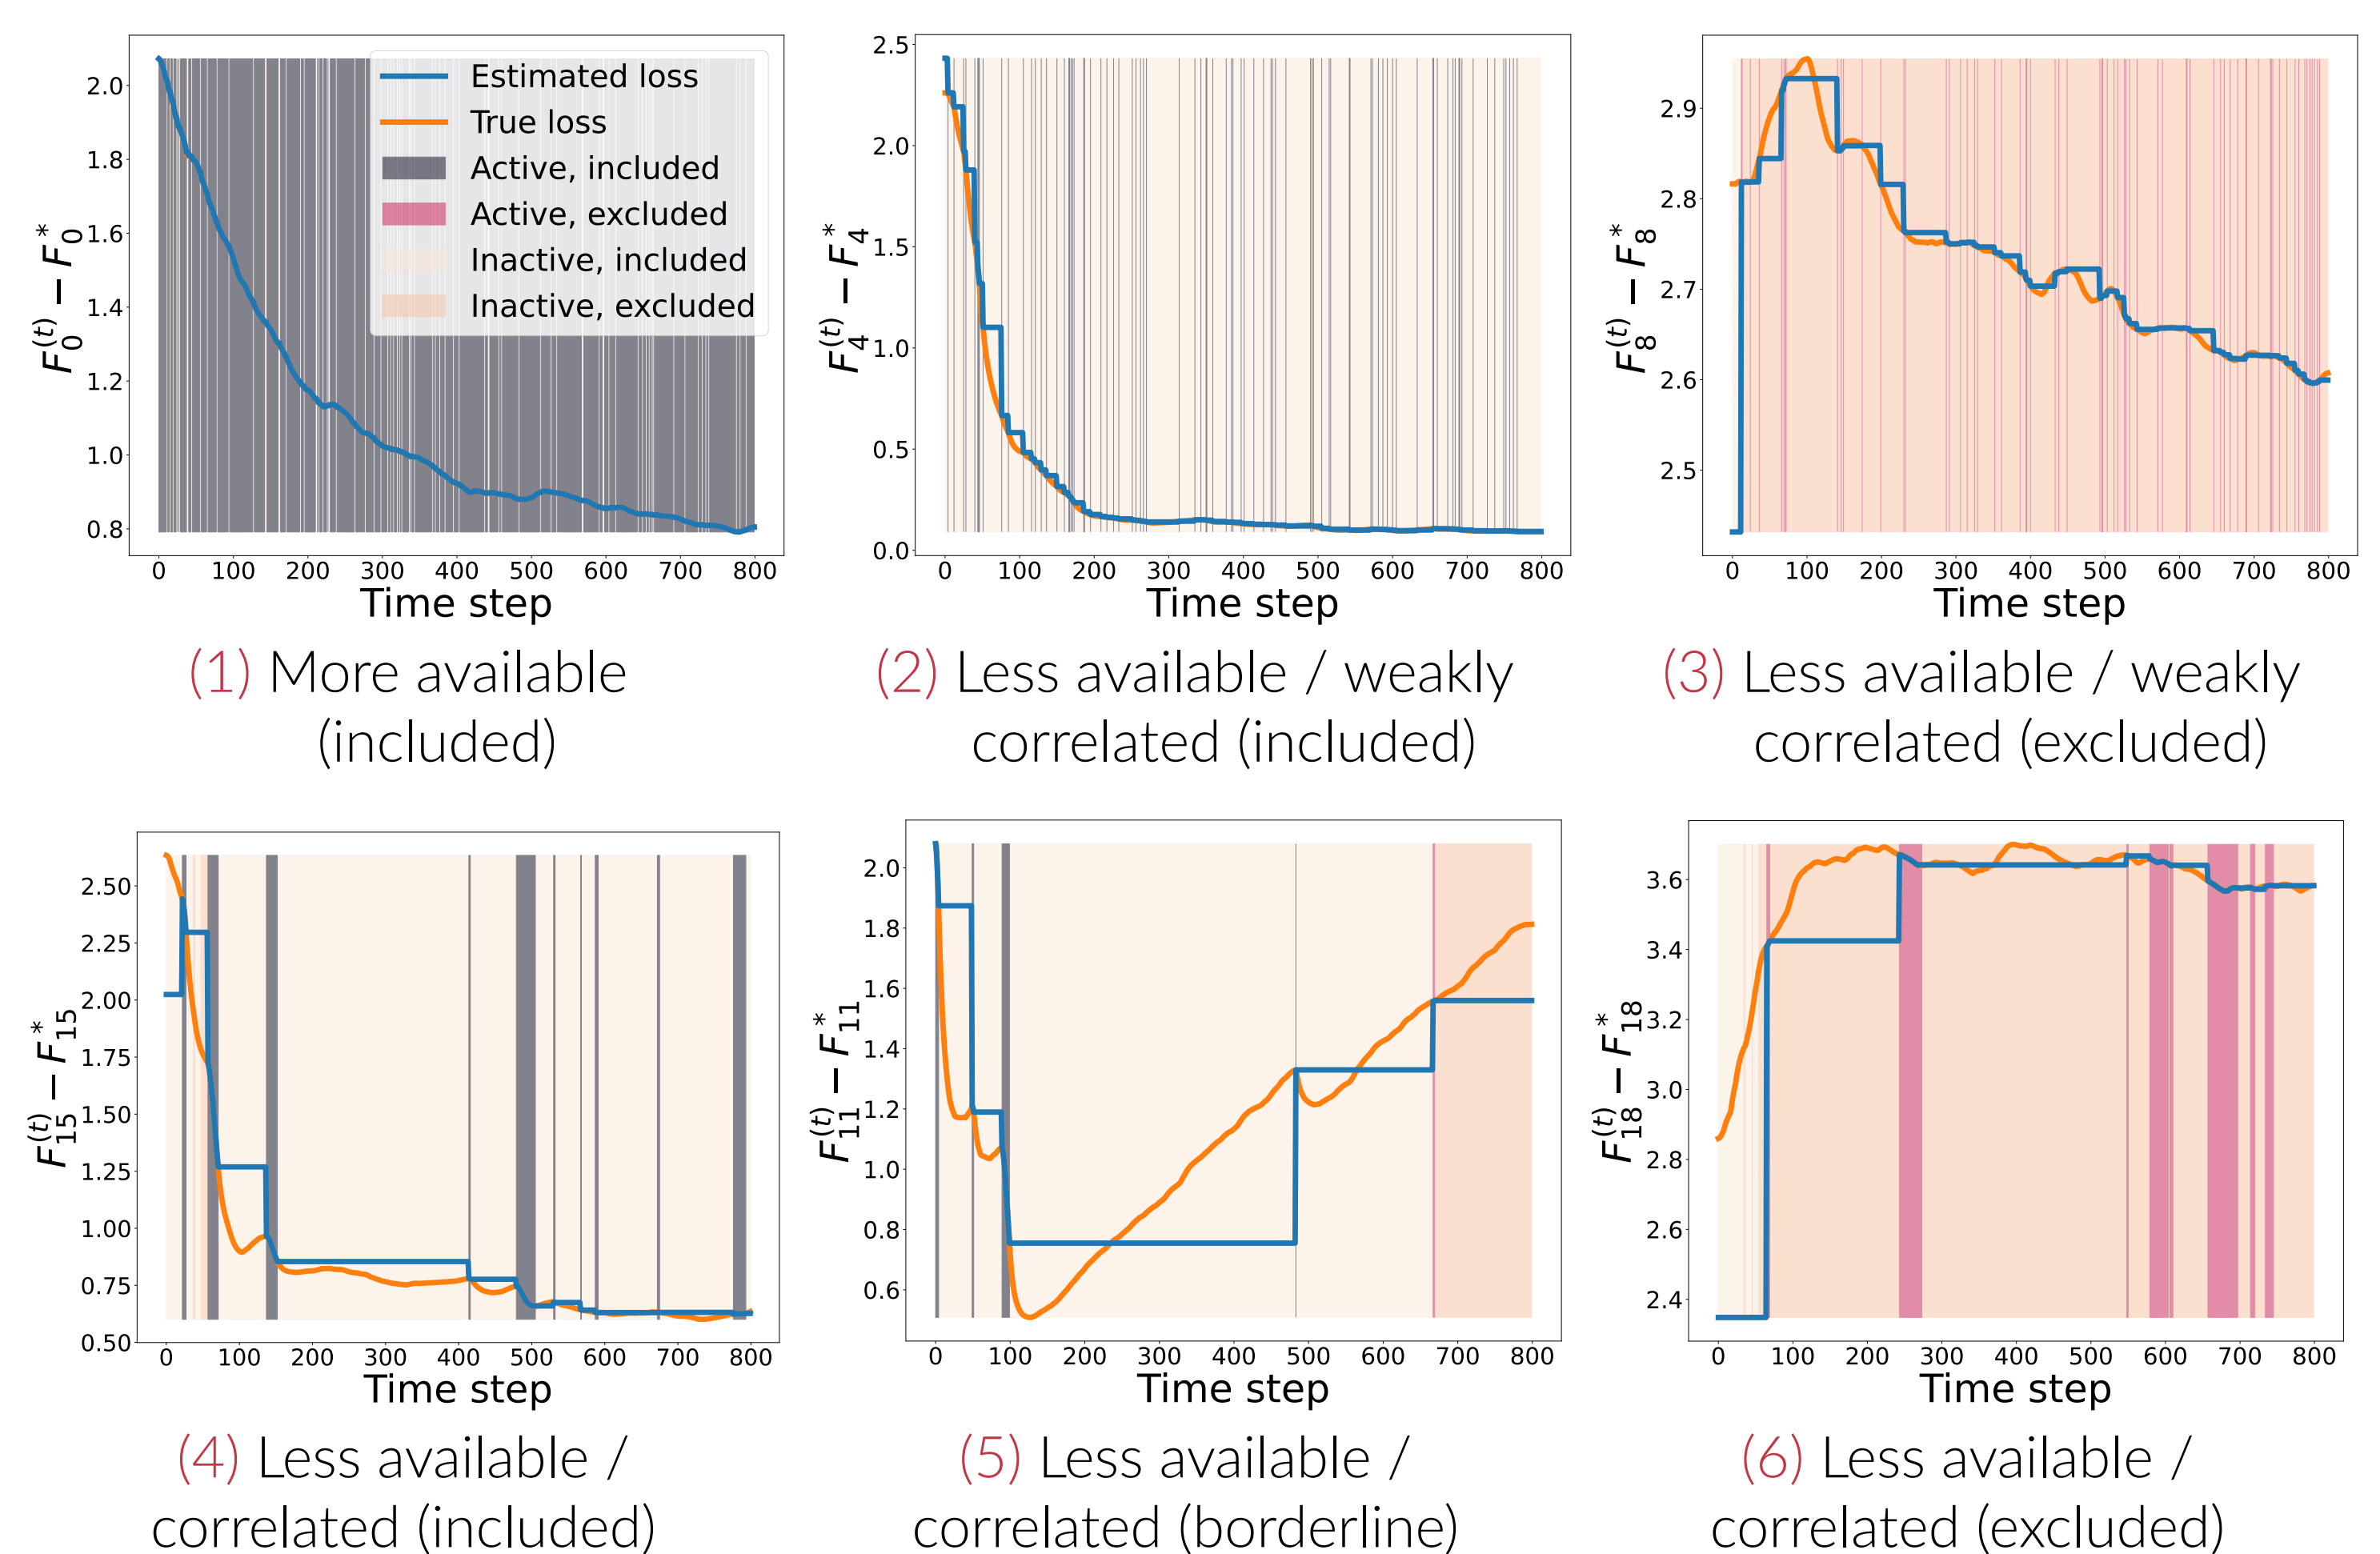 2.0
1.8
1.6
1.4
1.2
1.0
0.8
F_0^{(t)} − F_0^*
Estimated loss
True loss
Active, included
Active, excluded
Inactive, included
Inactive, excluded
0 100 200 300 400 500 600 700 800
Time step
(1) More available
(included)
2.5
2.0
1.5
1.0
0.5
0.0
F_4^{(t)} − F_4^*
0 100 200 300 400 500 600 700 800
Time step
(2) Less available / weakly
correlated (included)
2.9
2.8
2.7
2.6
2.5
F_8^{(t)} − F_8^*
0 100 200 300 400 500 600 700 800
Time step
(3) Less available / weakly
correlated (excluded)
2.50
2.25
2.00
1.75
1.50
1.25
1.00
0.75
0.50
F_{15}^{(t)} − F_{15}^*
0 100 200 300 400 500 600 700 800
Time step
(4) Less available /
correlated (included)
2.0
1.8
1.6
1.4
1.2
1.0
0.8
0.6
F_{11}^{(t)} − F_{11}^*
0 100 200 300 400 500 600 700 800
Time step
(5) Less available /
correlated (borderline)
3.6
3.4
3.2
3.0
2.8
2.6
2.4
F_{18}^{(t)} − F_{18}^*
0 100 200 300 400 500 600 700 800
Time step
(6) Less available /
correlated (excluded)